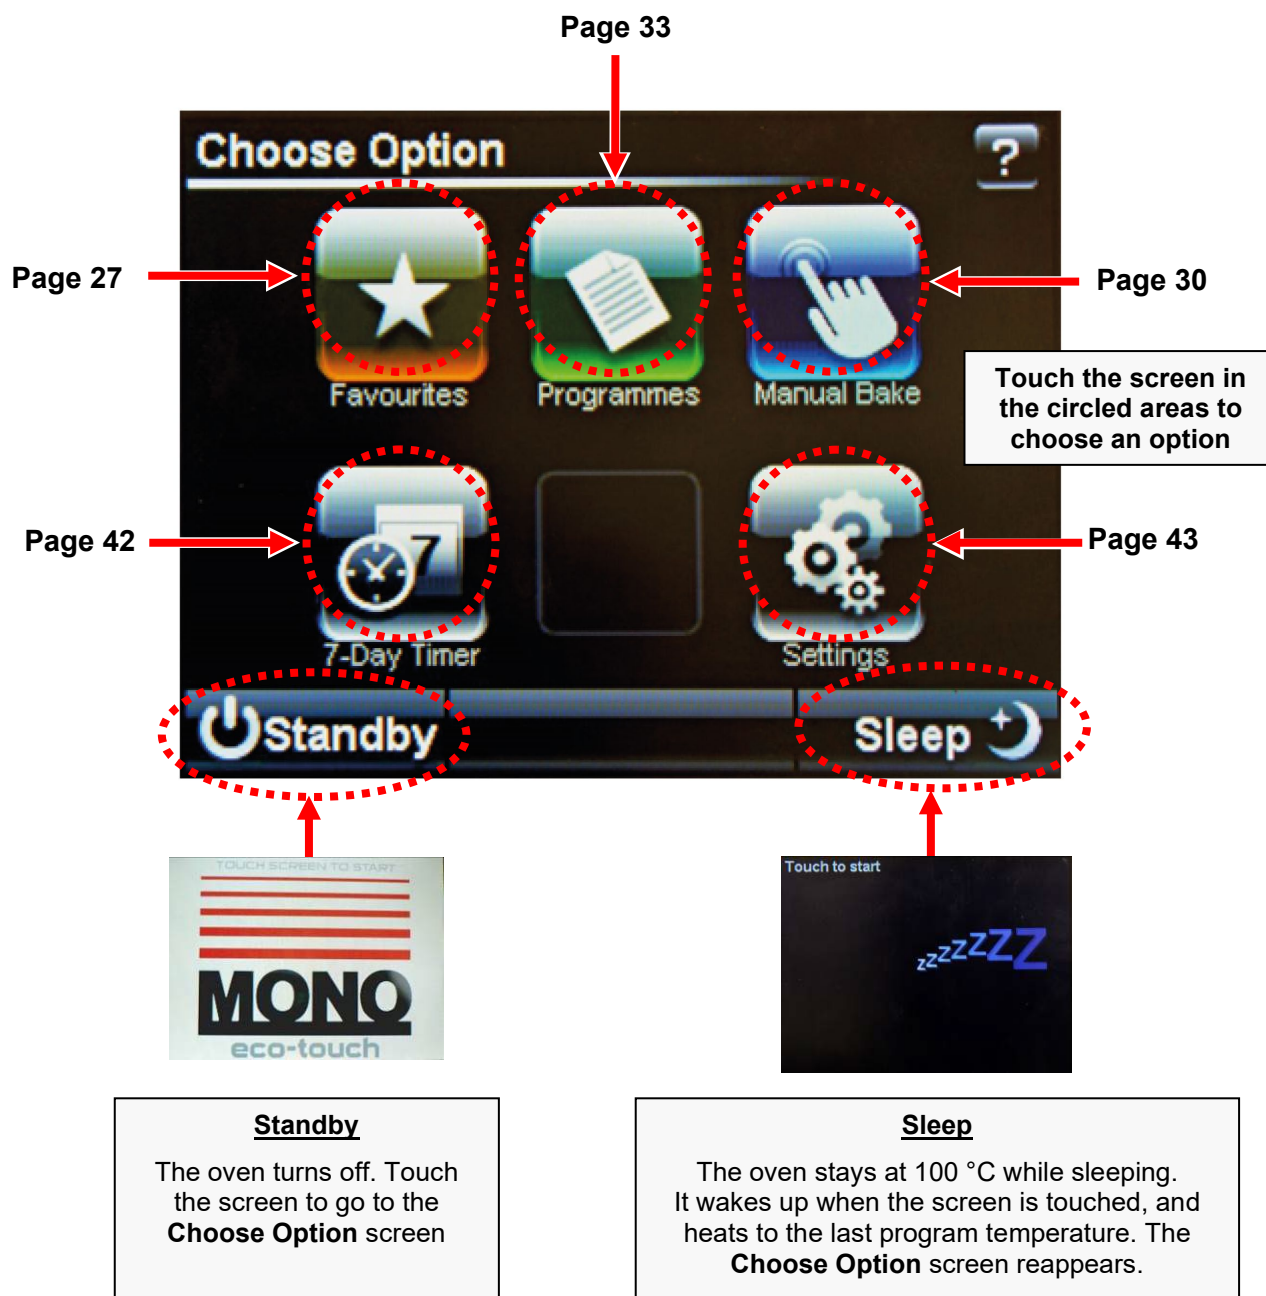 Page 33
Choose Option
?
Page 27
Page 30
Favourites
Programmes
Manual Bake
Touch the screen in
the circled areas to
choose an option
7
Page 42
Page 43
7-Day Timer
Settings
Standby
Sleep
TOUCH SCREEN TO START
MONO
eco-touch
Touch to start
zzzzzZZ
Standby
The oven turns off. Touch
the screen to go to the
Choose Option screen
Sleep
The oven stays at 100 °C while sleeping.
It wakes up when the screen is touched, and
heats to the last program temperature. The
Choose Option screen reappears.